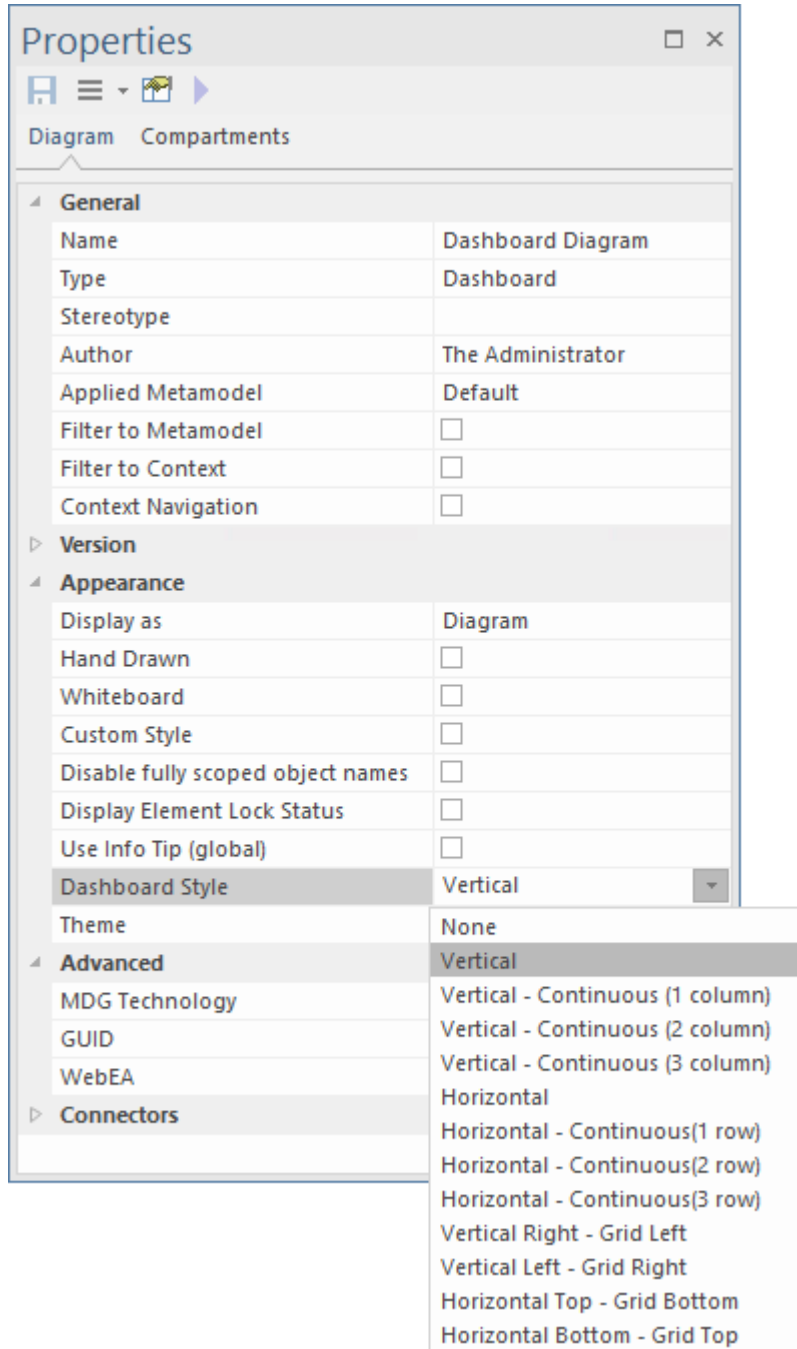 Properties
Diagram Compartments
General
Name Dashboard Diagram
Type Dashboard
Stereotype
Author The Administrator
Applied Metamodel Default
Filter to Metamodel
Filter to Context
Context Navigation
Version
Appearance
Display as Diagram
Hand Drawn
Whiteboard
Custom Style
Disable fully scoped object names
Display Element Lock Status
Use Info Tip (global)
Dashboard Style Vertical
Theme
Advanced
MDG Technology
GUID
WebEA
Connectors
None
Vertical
Vertical - Continuous (1 column)
Vertical - Continuous (2 column)
Vertical - Continuous (3 column)
Horizontal
Horizontal - Continuous(1 row)
Horizontal - Continuous(2 row)
Horizontal - Continuous(3 row)
Vertical Right - Grid Left
Vertical Left - Grid Right
Horizontal Top - Grid Bottom
Horizontal Bottom - Grid Top